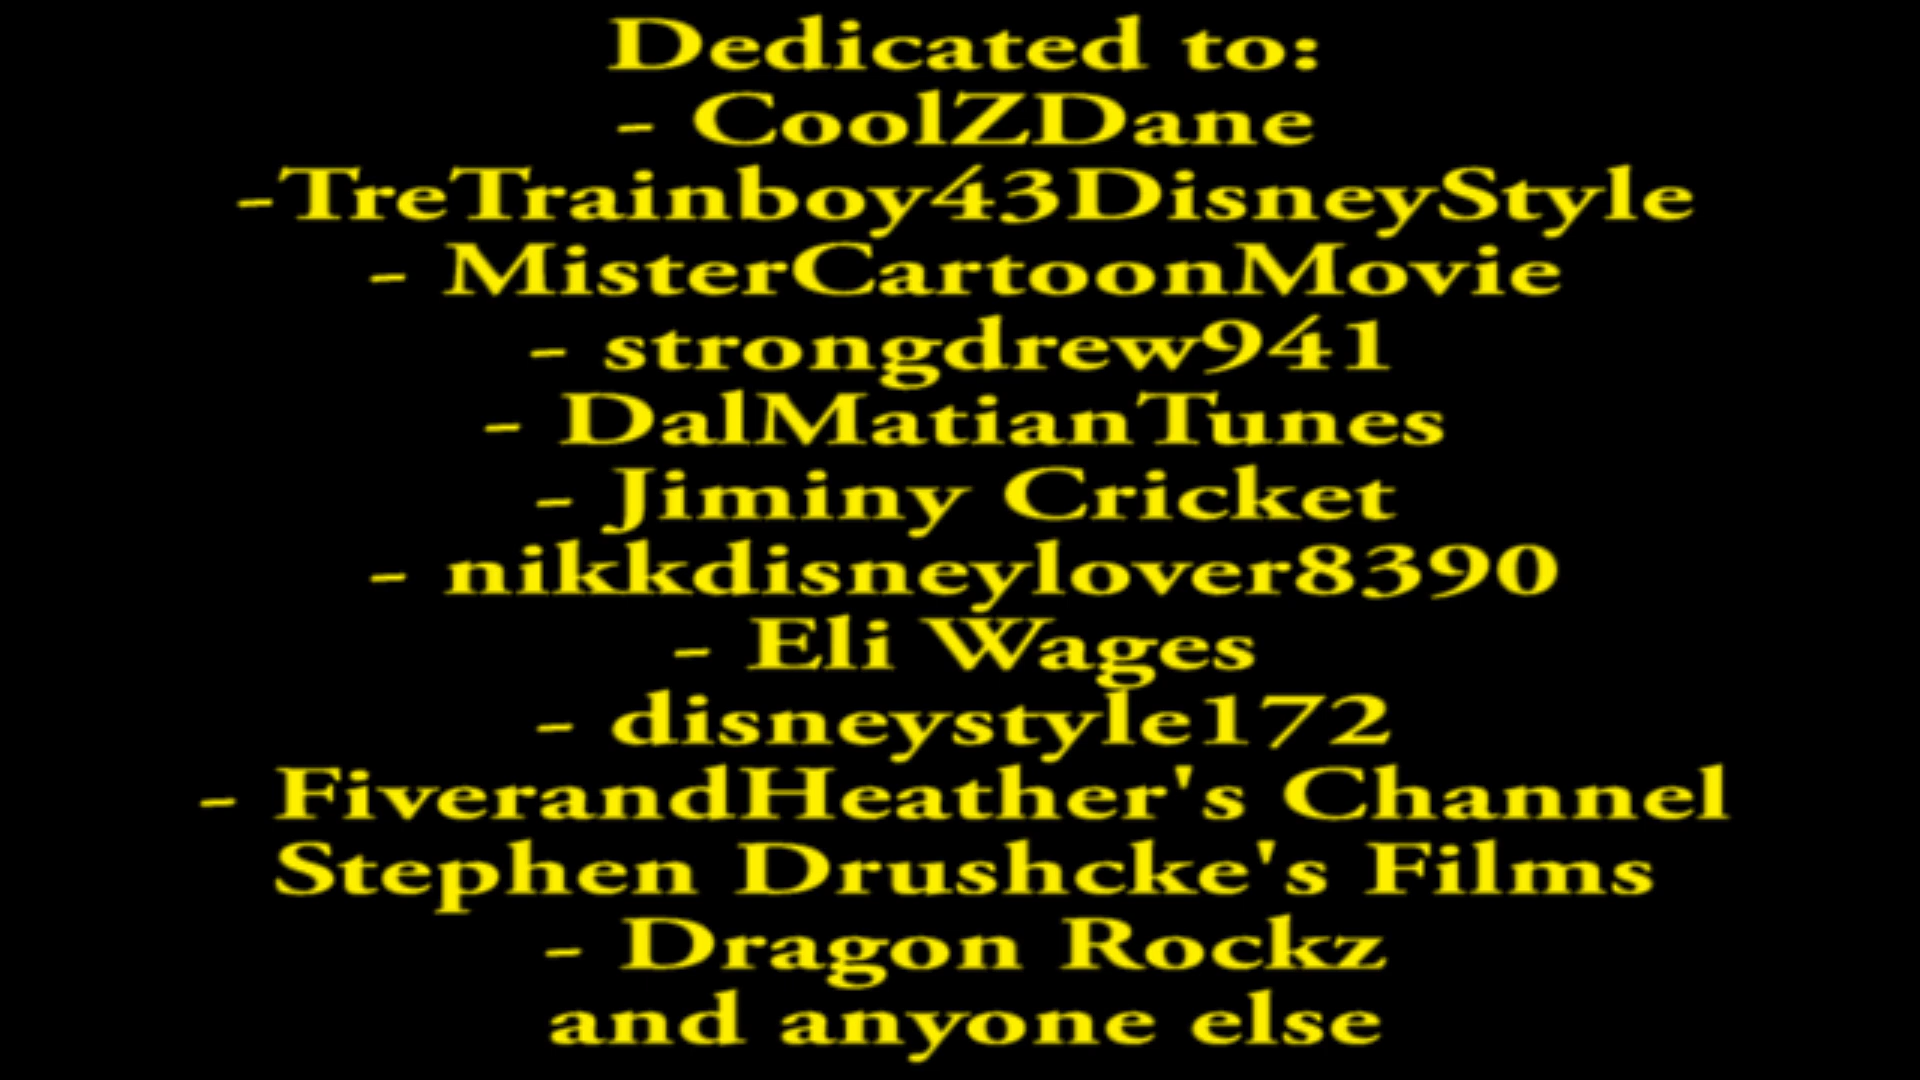 Dedicated to:
- CoolZDane
-TreTrainboy43DisneyStyle
- MisterCartoonMovie
- strongdrew941
- DalMatianTunes
- Jiminy Cricket
- nikkdisneylover8390
- Eli Wages
- disneystyle172
- FiverandHeather's Channel
Stephen Drushcke's Films
- Dragon Rockz
and anyone else